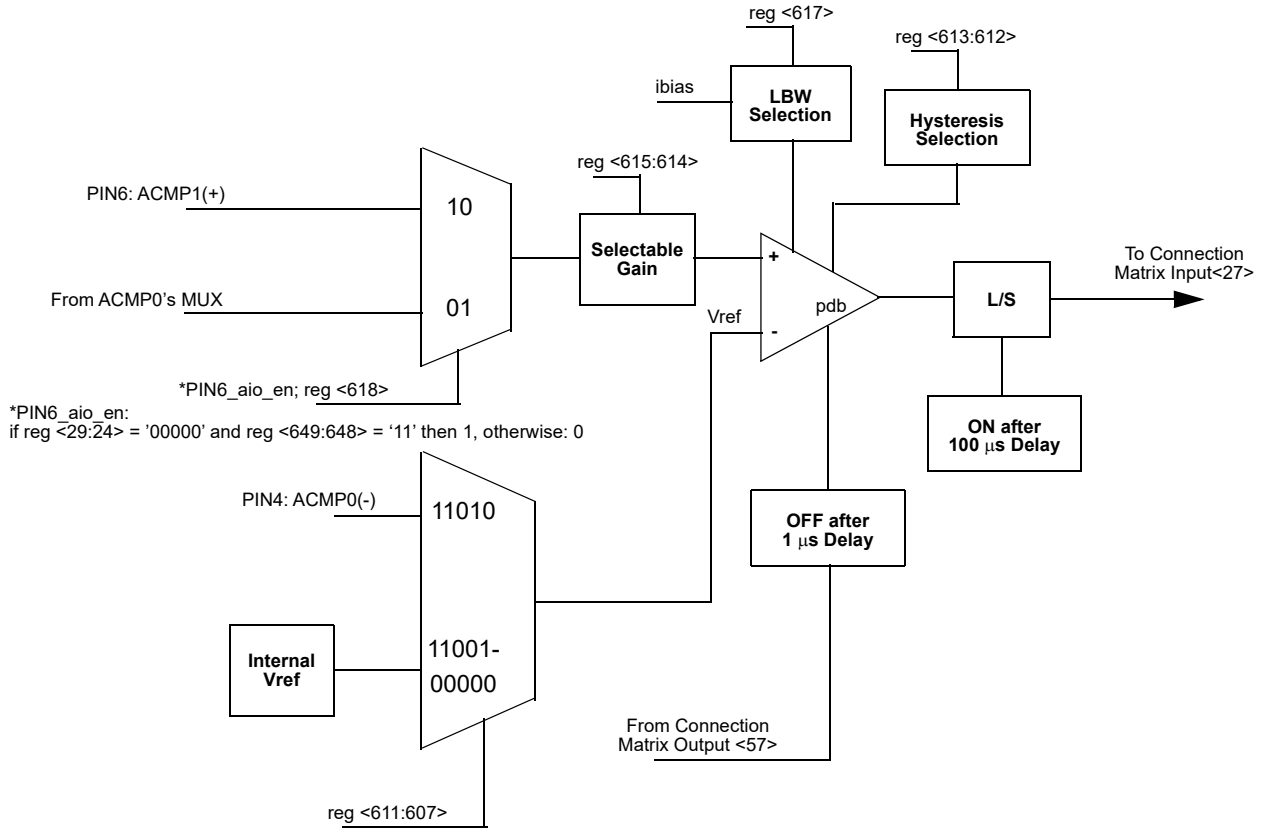 reg <617>
reg <613:612>
ibias
LBW
Selection
Hysteresis
Selection
reg <615:614>
PIN6: ACMP1(+)
10
Selectable
Gain
+
To Connection
Matrix Input<27>
From ACMP0's MUX
01
Vref
pdb
-
L/S
*PIN6_aio_en; reg <618>
*PIN6_aio_en:
if reg <29:24> = '00000' and reg <649:648> = '11' then 1, otherwise: 0
ON after
100 μs Delay
PIN4: ACMP0(-)
11010
OFF after
1 μs Delay
Internal
Vref
11001-
00000
From Connection
Matrix Output <57>
reg <611:607>